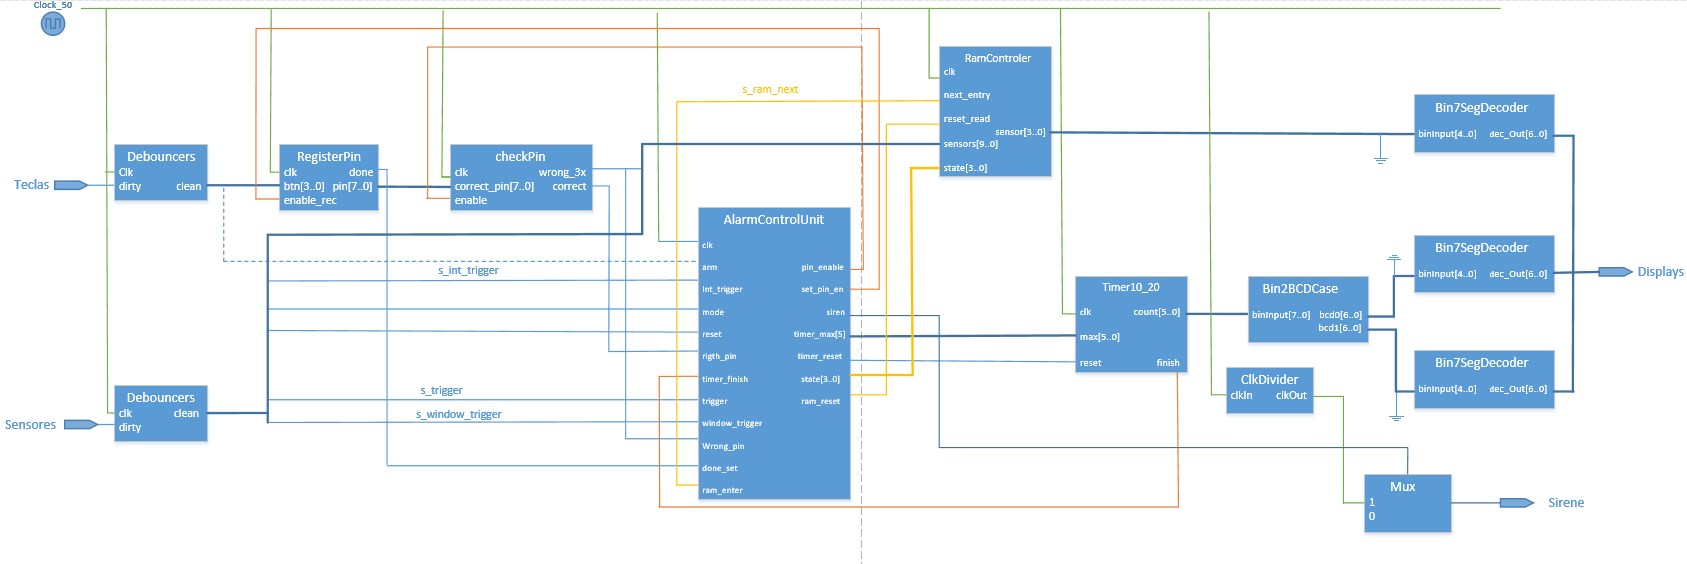 Clock_50
Teclas
Debouncers
Clk
dirty
clean
RegisterPin
clk
done
btn[3..0]
pin[7..0]
enable_rec
checkPin
clk
wrong_3x
correct_pin[7..0]
correct
enable
s_ram_next
RamControler
clk
next_entry
reset_read
sensor[3..0]
sensors[9..0]
state[3..0]
Bin7SegDecoder
binInput[4..0]
dec_Out[6..0]
Sensores
Debouncers
clk
clean
dirty
s_int_trigger
s_trigger
s_window_trigger
AlarmControlUnit
clk
arm
pin_enable
Int_trigger
set_pin_en
mode
siren
reset
timer_max[5]
rigth_pin
timer_reset
timer_finish
state[3..0]
trigger
ram_reset
window_trigger
Wrong_pin
done_set
ram_enter
Timer10_20
clk
count[5..0]
max[5..0]
reset
finish
Bin2BCDCase
binInput[7..0]
bcd0[6..0]
bcd1[6..0]
Bin7SegDecoder
binInput[4..0]
dec_Out[6..0]
Displays
Bin7SegDecoder
binInput[4..0]
dec_Out[6..0]
ClkDivider
clkIn
clkOut
Mux
1
0
Sirene